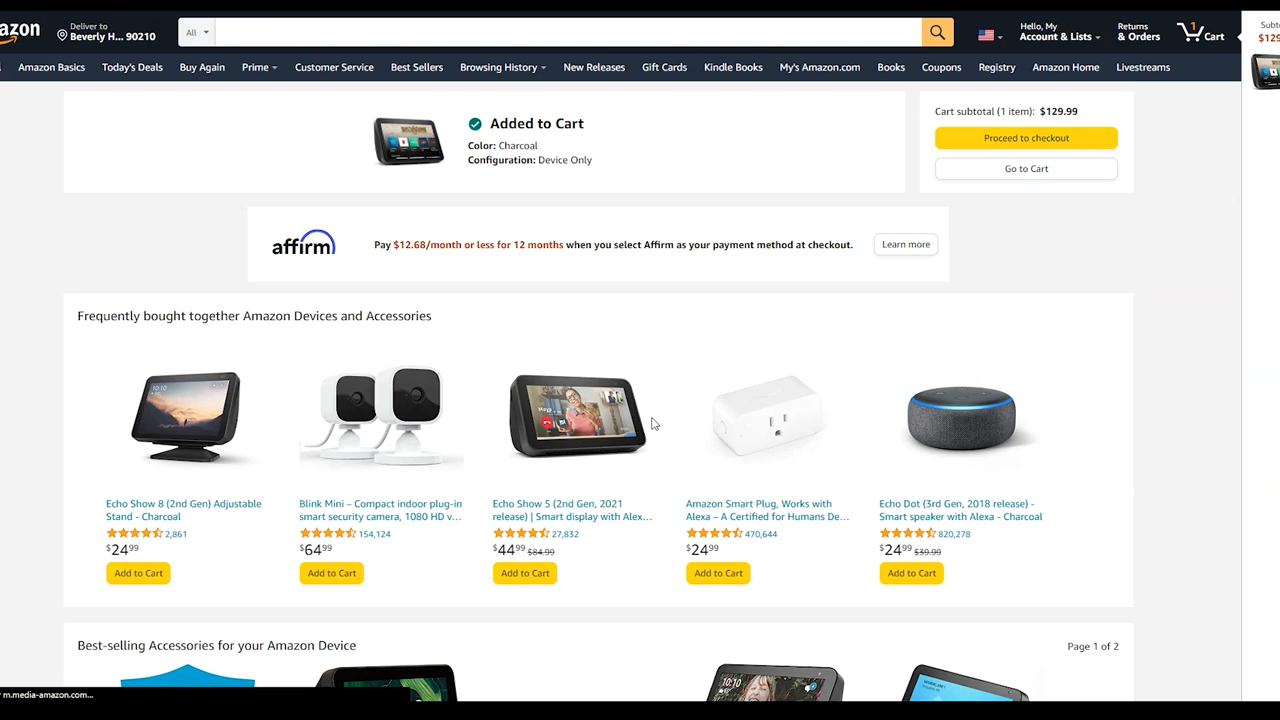 azon
Deliver to
Beverly H... 90210
All
Hello, My
Account & Lists
Returns
& Orders
1
Cart
Subto
$129
Amazon Basics
Today's Deals
Buy Again
Prime
Customer Service
Best Sellers
Browsing History
New Releases
Gift Cards
Kindle Books
My's Amazon.com
Books
Coupons
Registry
Amazon Home
Livestreams
Added to Cart
Color: Charcoal
Configuration: Device Only
Cart subtotal (1 item): $129.99
Proceed to checkout
Go to Cart
affirm
Pay $12.68/month or less for 12 months when you select Affirm as your payment method at checkout.
Learn more
Frequently bought together Amazon Devices and Accessories
Echo Show 8 (2nd Gen) Adjustable
Stand - Charcoal
2,861
$24.99
Add to Cart
Blink Mini – Compact indoor plug-in
smart security camera, 1080 HD v...
154,124
$64.99
Add to Cart
Echo Show 5 (2nd Gen, 2021
release) | Smart display with Alex...
27,832
$44.99 $84.99
Add to Cart
Amazon Smart Plug, Works with
Alexa – A Certified for Humans De...
470,644
$24.99
Add to Cart
Echo Dot (3rd Gen, 2018 release) -
Smart speaker with Alexa - Charcoal
820,278
$24.99 $39.99
Add to Cart
Best-selling Accessories for your Amazon Device
Page 1 of 2
10:10
r m.media-amazon.com...